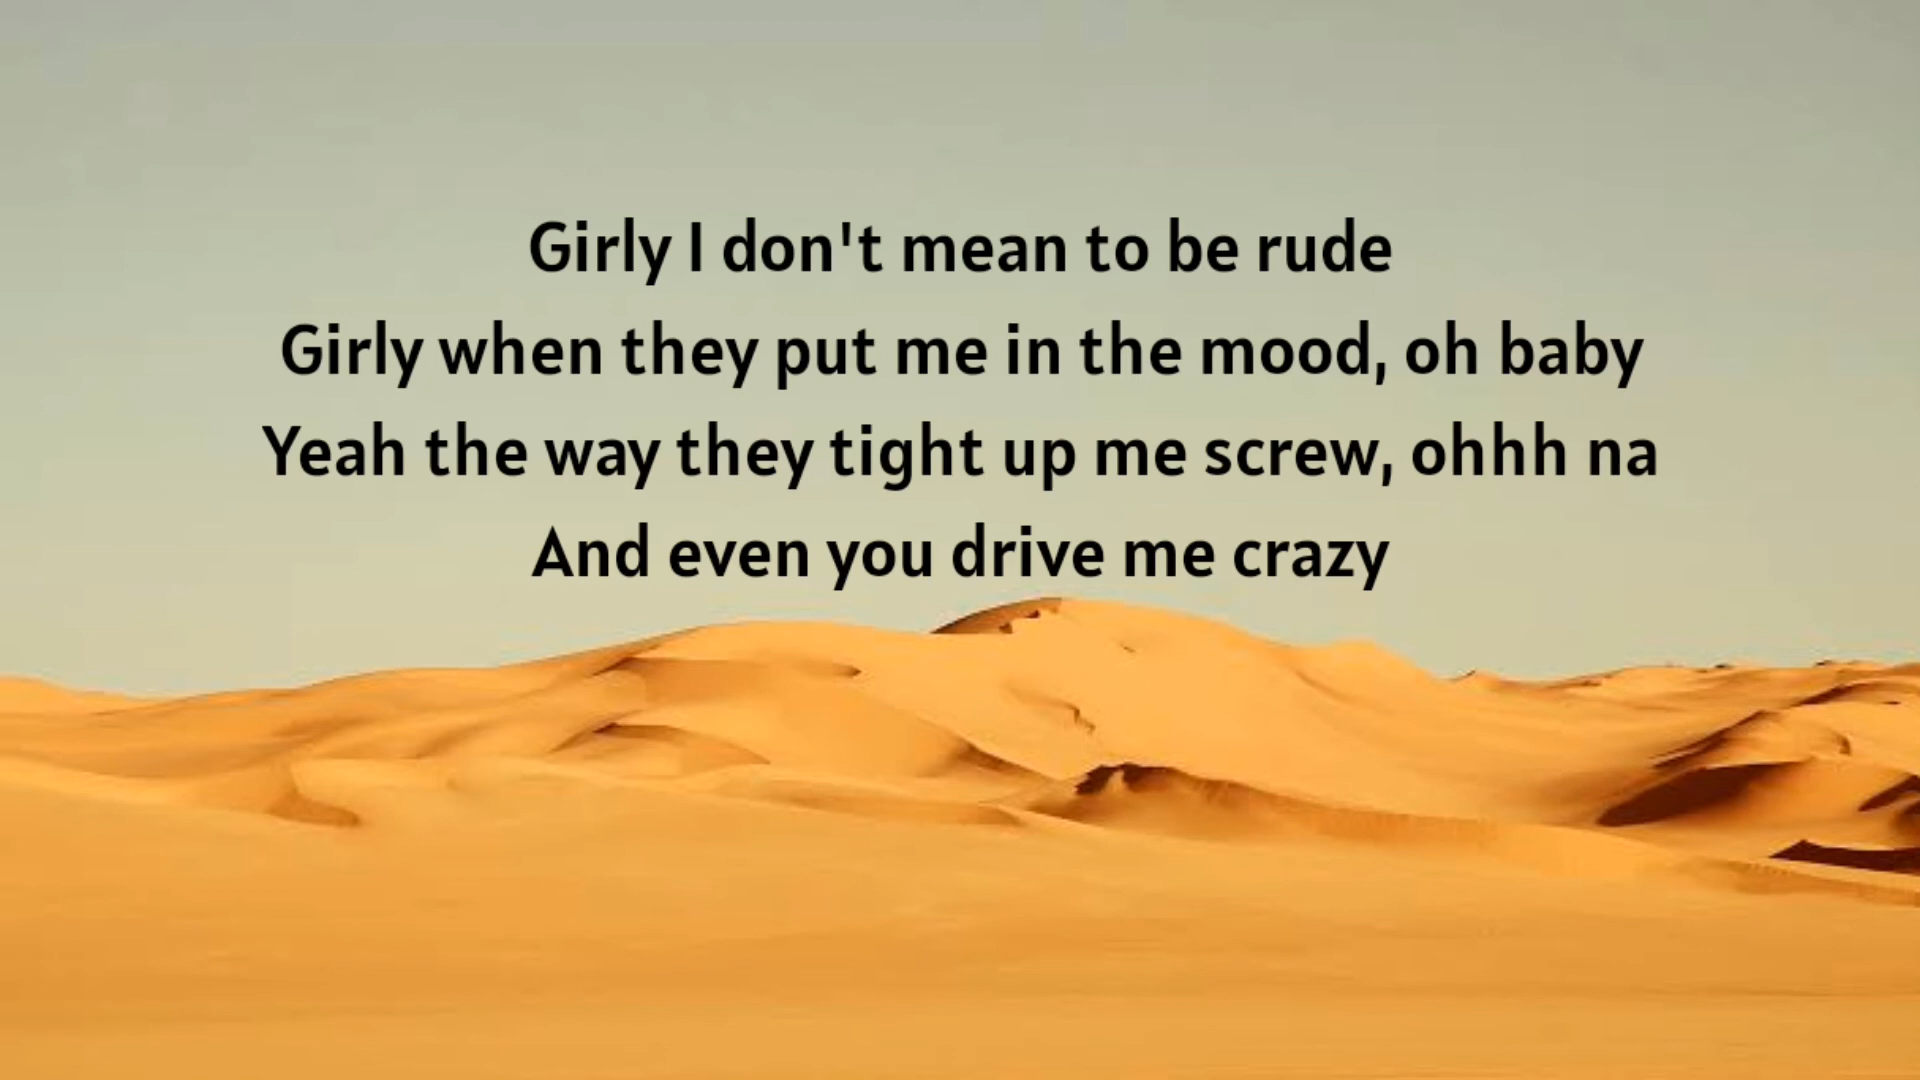 Girly I don't mean to be rude
Girly when they put me in the mood, oh baby
Yeah the way they tight up me screw, ohhh na
And even you drive me crazy